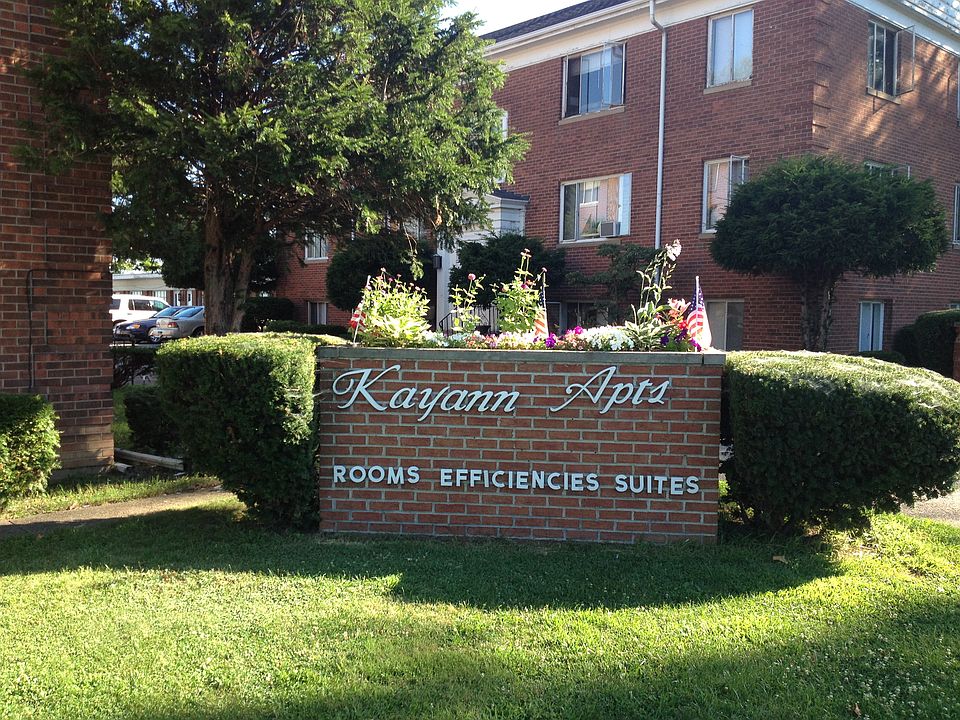 Kayann Apts
ROOMS EFFICIENCIES SUITES